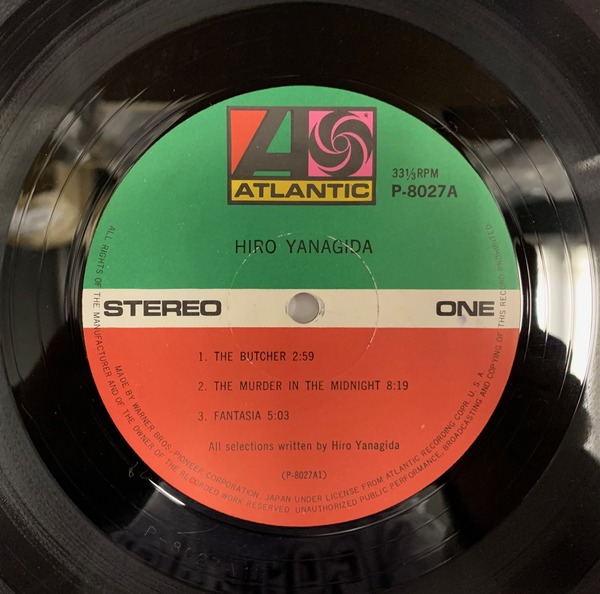 ATLANTIC
33⅓RPM
P-8027A
HIRO YANAGIDA
STEREO
ONE
1. THE BUTCHER 2:59
2. THE MURDER IN THE MIDNIGHT 8:19
3. FANTASIA 5:03
All selections written by Hiro Yanagida
(P-8027A1)
MADE BY WARNER BROS. PIONEER CORPORATION, JAPAN UNDER LICENSE FROM ATLANTIC RECORDING CORP. U. S. A.
ALL RIGHTS OF THE MANUFACTURER AND OF THE OWNER OF THE RECORDED WORK RESERVED. UNAUTHORIZED PUBLIC PERFORMANCE, BROADCASTING AND COPYING OF THIS RECORD PROHIBITED.